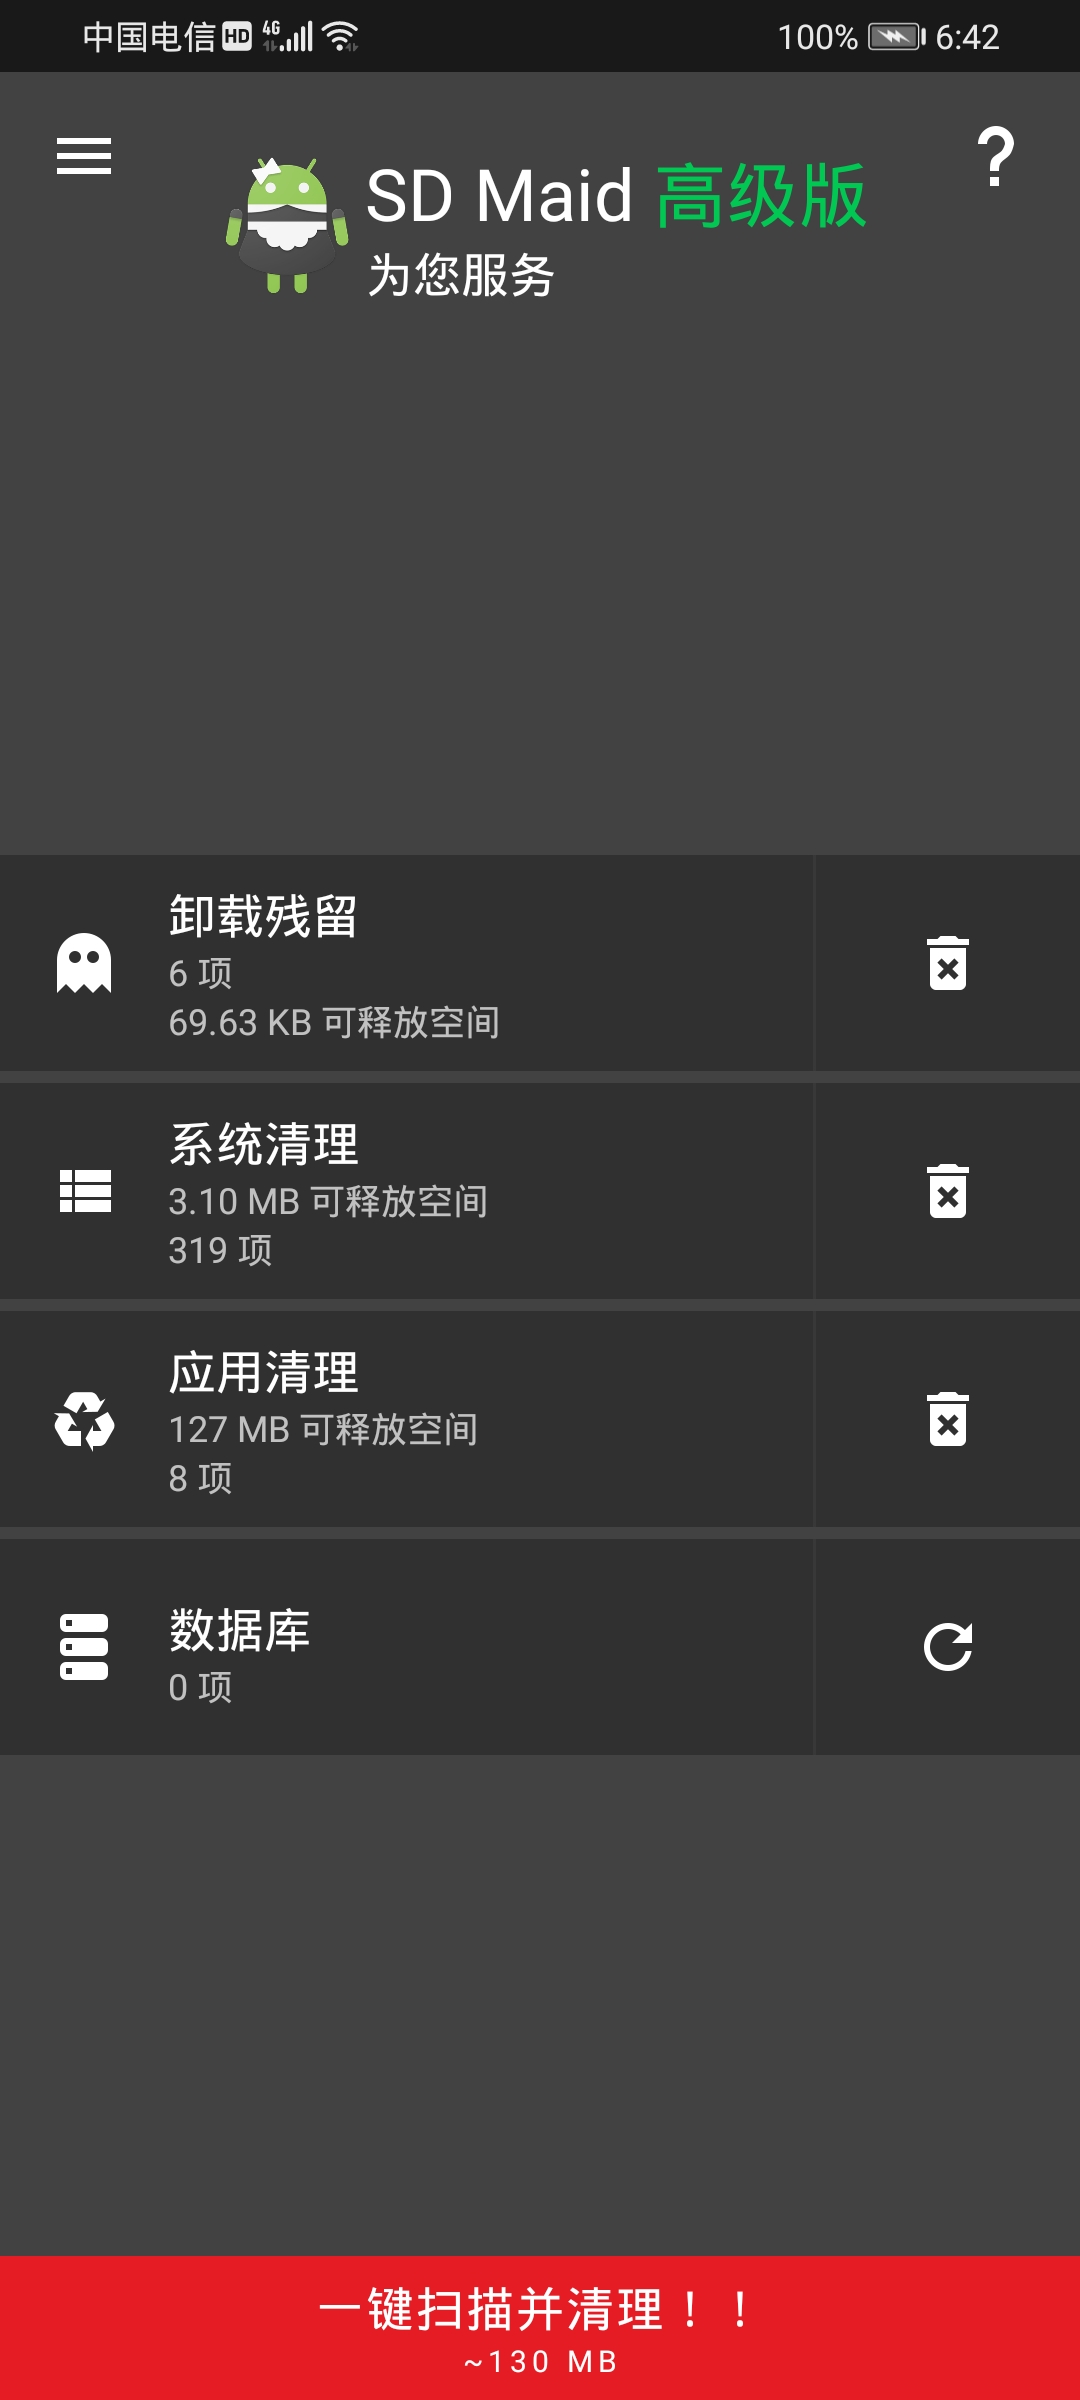 中国电信 HD 4G 100% 6:42
SD Maid 高级版
为您服务
卸载残留
6 项
69.63 KB 可释放空间
系统清理
3.10 MB 可释放空间
319 项
应用清理
127 MB 可释放空间
8 项
数据库
0 项
一键扫描并清理！！
~130 MB